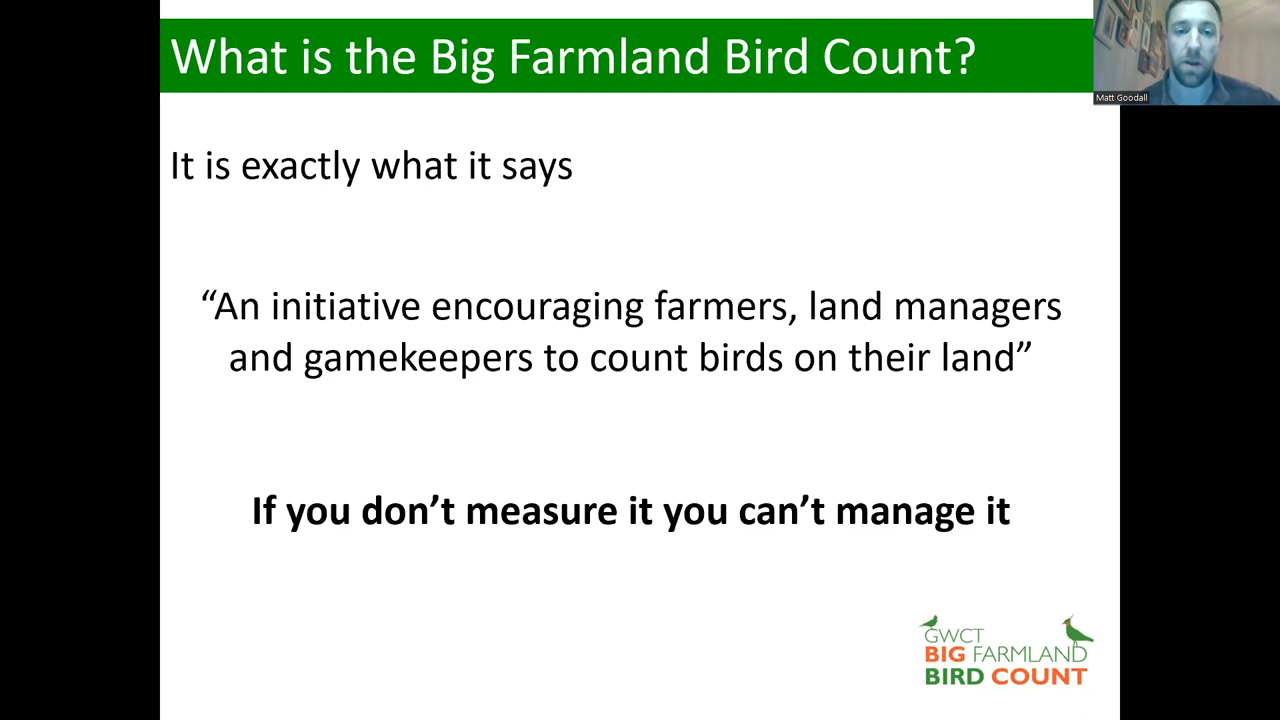 What is the Big Farmland Bird Count?
Matt Goodall
It is exactly what it says
“An initiative encouraging farmers, land managers
and gamekeepers to count birds on their land”
If you don’t measure it you can’t manage it
GWCT
BIG FARMLAND
BIRD COUNT